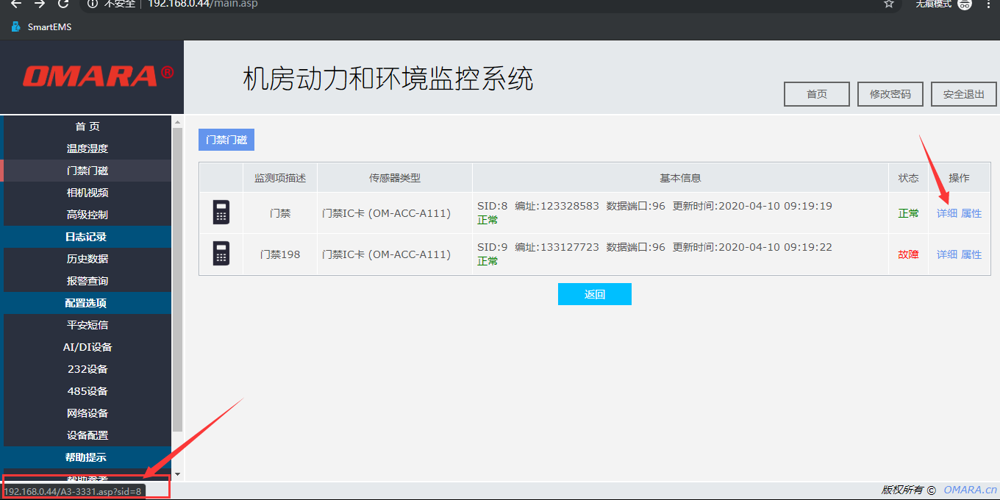 不安全 192.168.0.44/main.asp 无痕模式
SmartEMS
OMARA®
机房动力和环境监控系统
首页 修改密码 安全退出
首 页
温度湿度
门禁门磁
相机视频
高级控制
日志记录
历史数据
报警查询
配置选项
平安短信
AI/DI设备
232设备
485设备
网络设备
设备配置
帮助提示
帮助参考
192.168.0.44/A3-3331.asp?sid=8
门禁门磁
监测项描述 传感器类型 基本信息 状态 操作
门禁 门禁IC卡 (OM-ACC-A111) SID:8 编址:123328583 数据端口:96 更新时间:2020-04-10 09:19:19 正常 详细 属性
正常
门禁198 门禁IC卡 (OM-ACC-A111) SID:9 编址:133127723 数据端口:96 更新时间:2020-04-10 09:19:22 故障 详细 属性
正常
返回
版权所有 © OMARA.cn